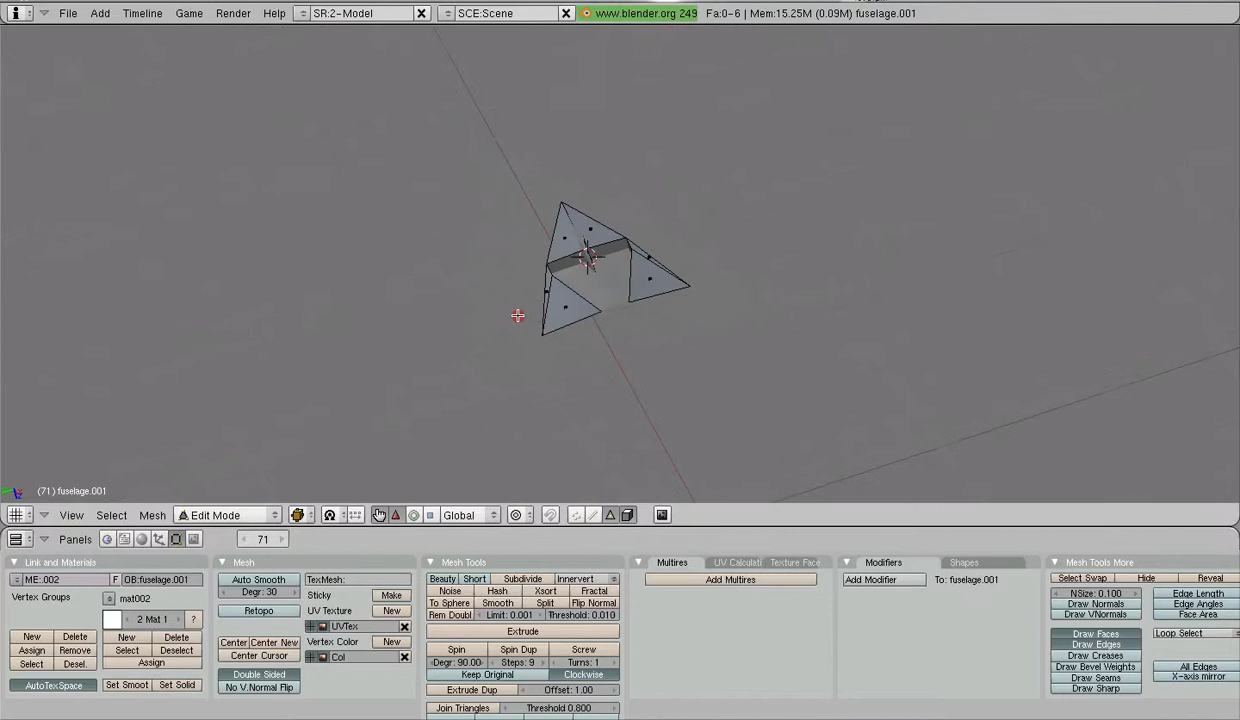 File Add Timeline Game Render Help SR:2-Model SCE:Scene www.blender.org 249 Fa:0-6 | Mem:15.25M (0.09M) fuselage.001
(71) fuselage.001
View Select Mesh Edit Mode Global
Panels 71
Link and Materials Mesh Mesh Tools Multires UV Calculati Texture Face Modifiers Shapes Mesh Tools More
ME:.002 F OB:fuselage.001 Auto Smooth TexMesh: Beauty Short Subdivide Innervert Add Multires Add Modifier To: fuselage.001 Select Swap Hide Reveal
Vertex Groups mat002 Degr: 30 Sticky Make Noise Hash Xsort Fractal NSize: 0.100 Edge Length
To Sphere Smooth Split Flip Normal Draw Normals Edge Angles
2 Mat 1 ? Retopo UV Texture New Rem Doubl Limit: 0.001 Threshold: 0.010 Draw VNormals Face Area
UVTex Extrude Draw Faces Loop Select
New Delete New Delete Center Center New Vertex Color New Draw Edges
Assign Remove Select Deselect Center Cursor Col Spin Spin Dup Screw Draw Creases
Select Desel. Assign Degr: 90.00 Steps: 9 Turns: 1 Draw Bevel Weights All Edges
Double Sided Keep Original Clockwise Draw Seams X-axis mirror
AutoTexSpace Set Smoot Set Solid No V.Normal Flip Extrude Dup Offset: 1.00 Draw Sharp
Join Triangles Threshold 0.800